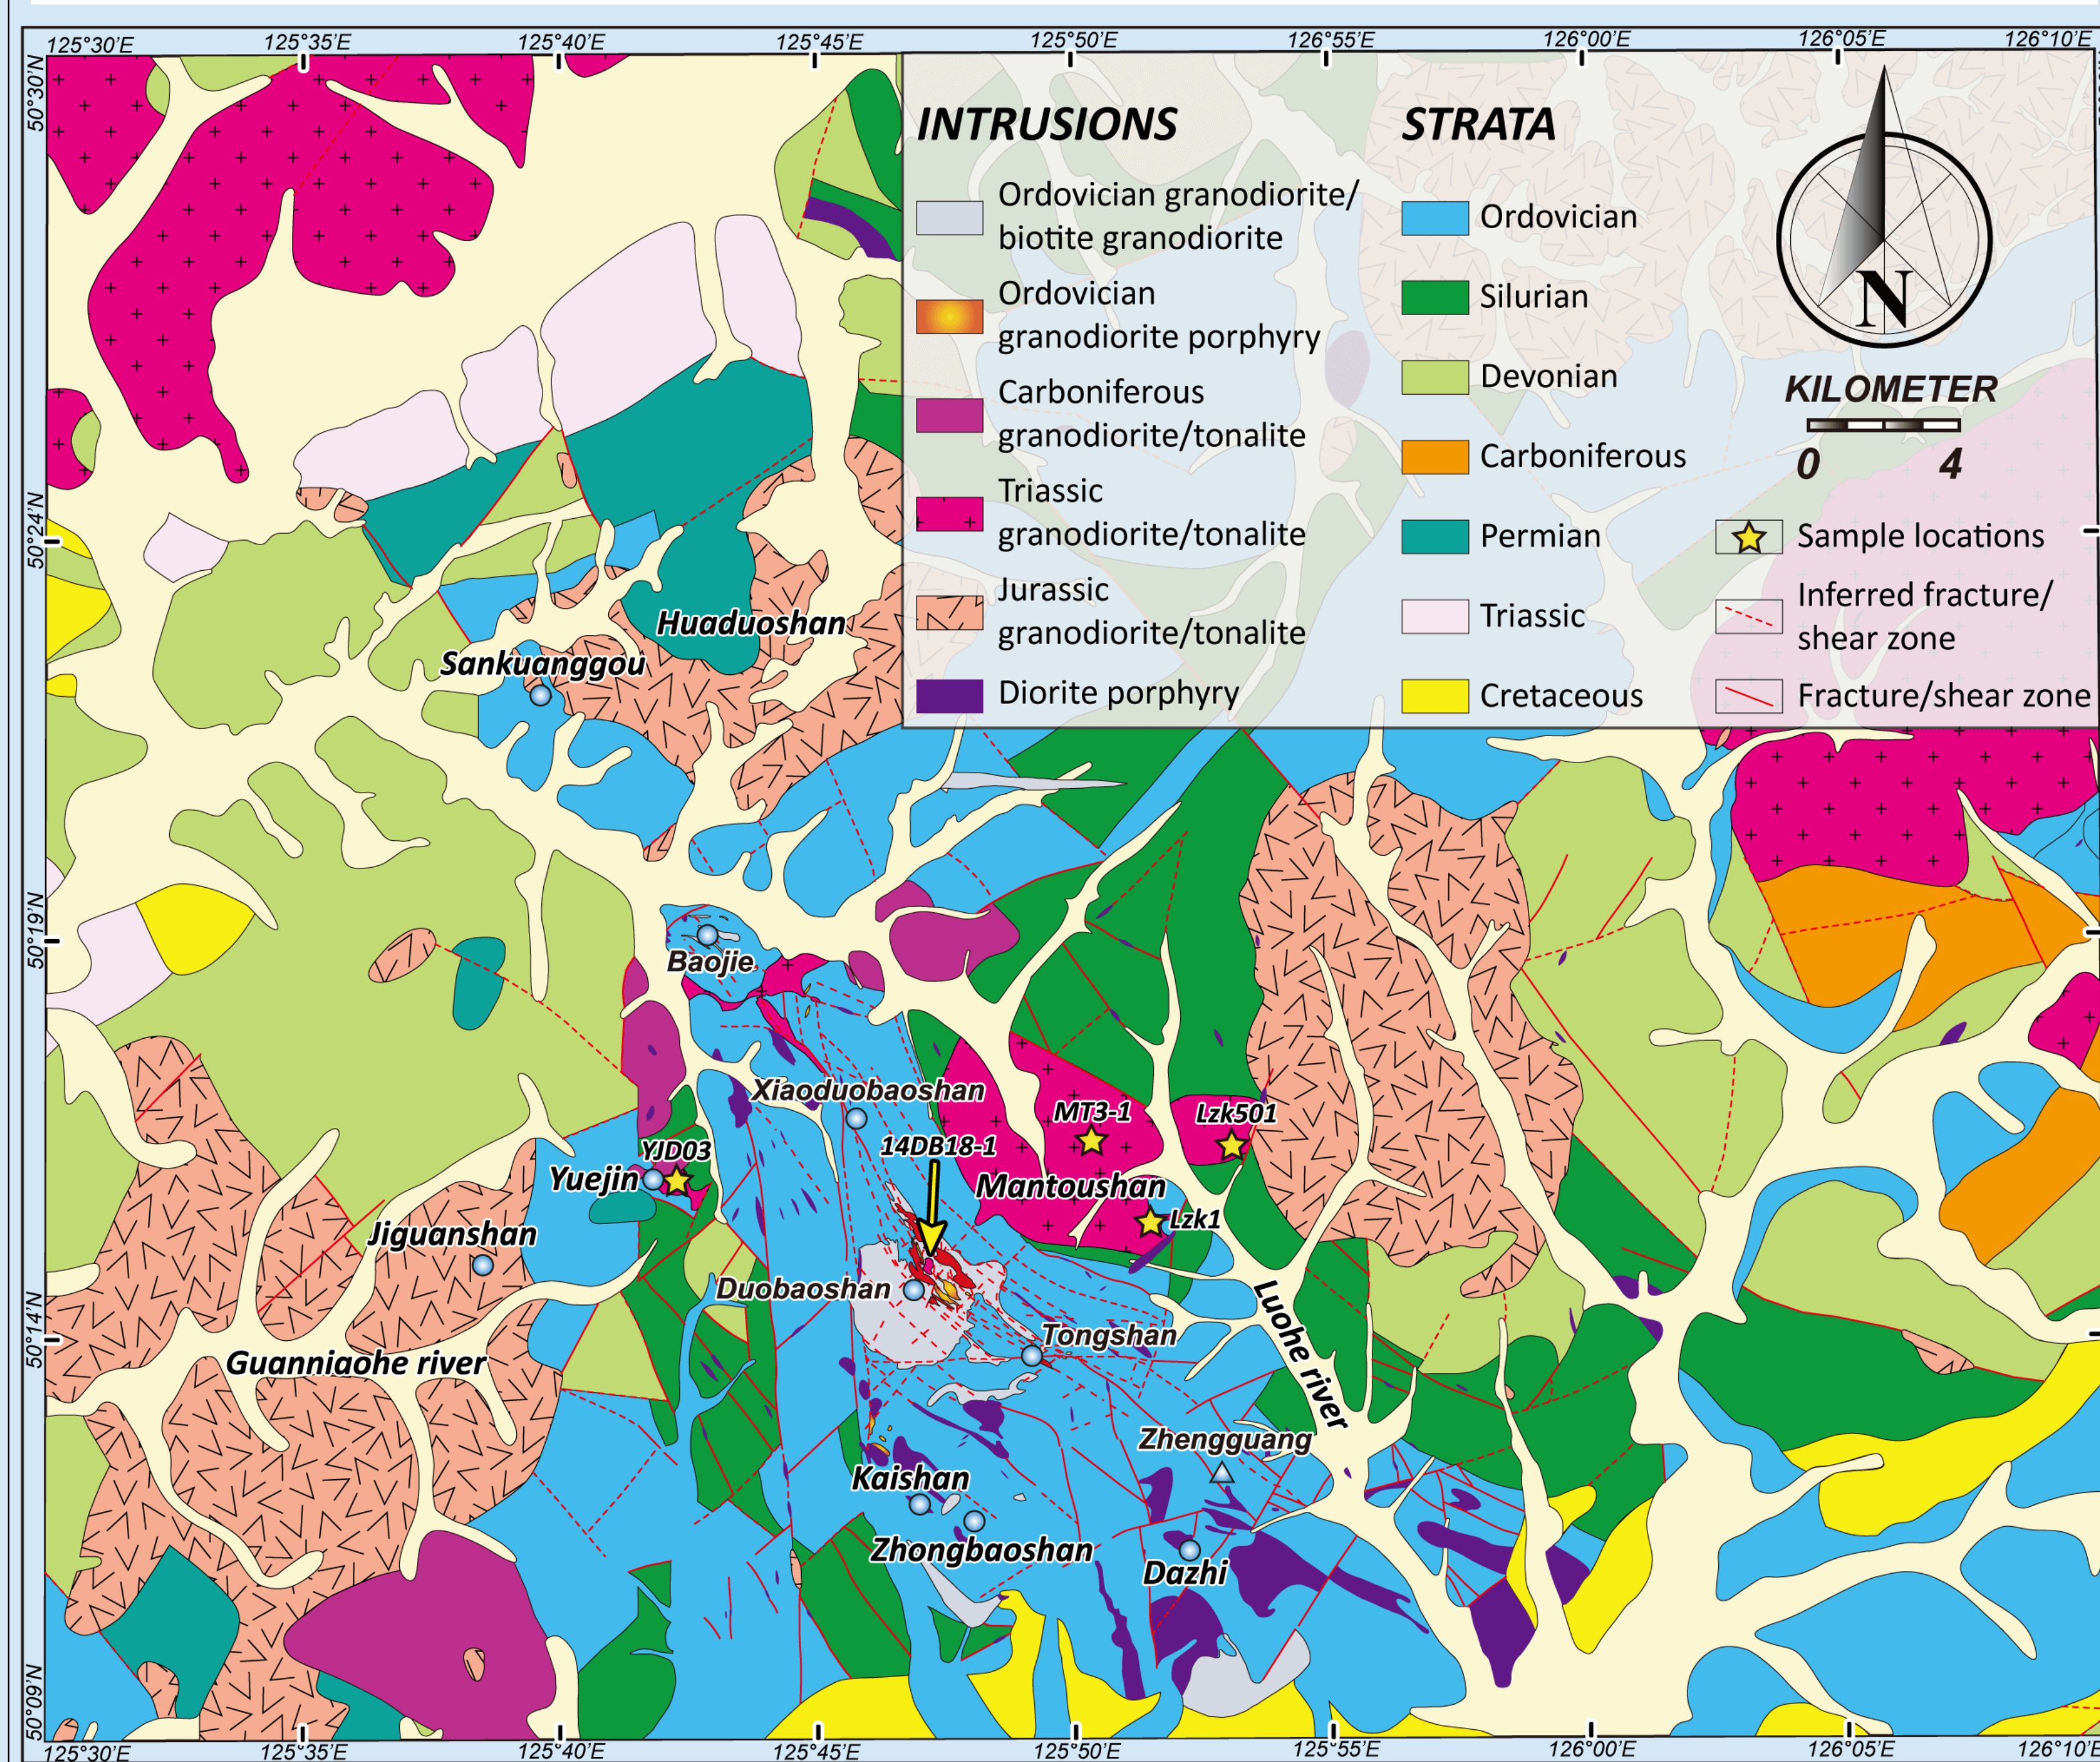 125°30'E 125°35'E 125°40'E 125°45'E 125°50'E 126°55'E 126°00'E 126°05'E 126°10'E
50°30'N
50°24'N
50°19'N
50°14'N
50°09'N
INTRUSIONS
Ordovician granodiorite/
biotite granodiorite
Ordovician
granodiorite porphyry
Carboniferous
granodiorite/tonalite
Triassic
granodiorite/tonalite
Jurassic
granodiorite/tonalite
Diorite porphyry
STRATA
Ordovician
Silurian
Devonian
Carboniferous
Permian
Triassic
Cretaceous
N
KILOMETER
0 4
Sample locations
Inferred fracture/
shear zone
Fracture/shear zone
Huaduoshan
Sankuanggou
Baojie
Xiaoduobaoshan
MT3-1
Lzk501
14DB18-1
YJD03
Yuejin
Mantoushan
Lzk1
Jiguanshan
Duobaoshan
Tongshan
Luohe river
Guanniaohe river
Zhengguang
Kaishan
Zhongbaoshan
Dazhi
125°30'E 125°35'E 125°40'E 125°45'E 125°50'E 125°55'E 126°00'E 126°05'E 126°10'E